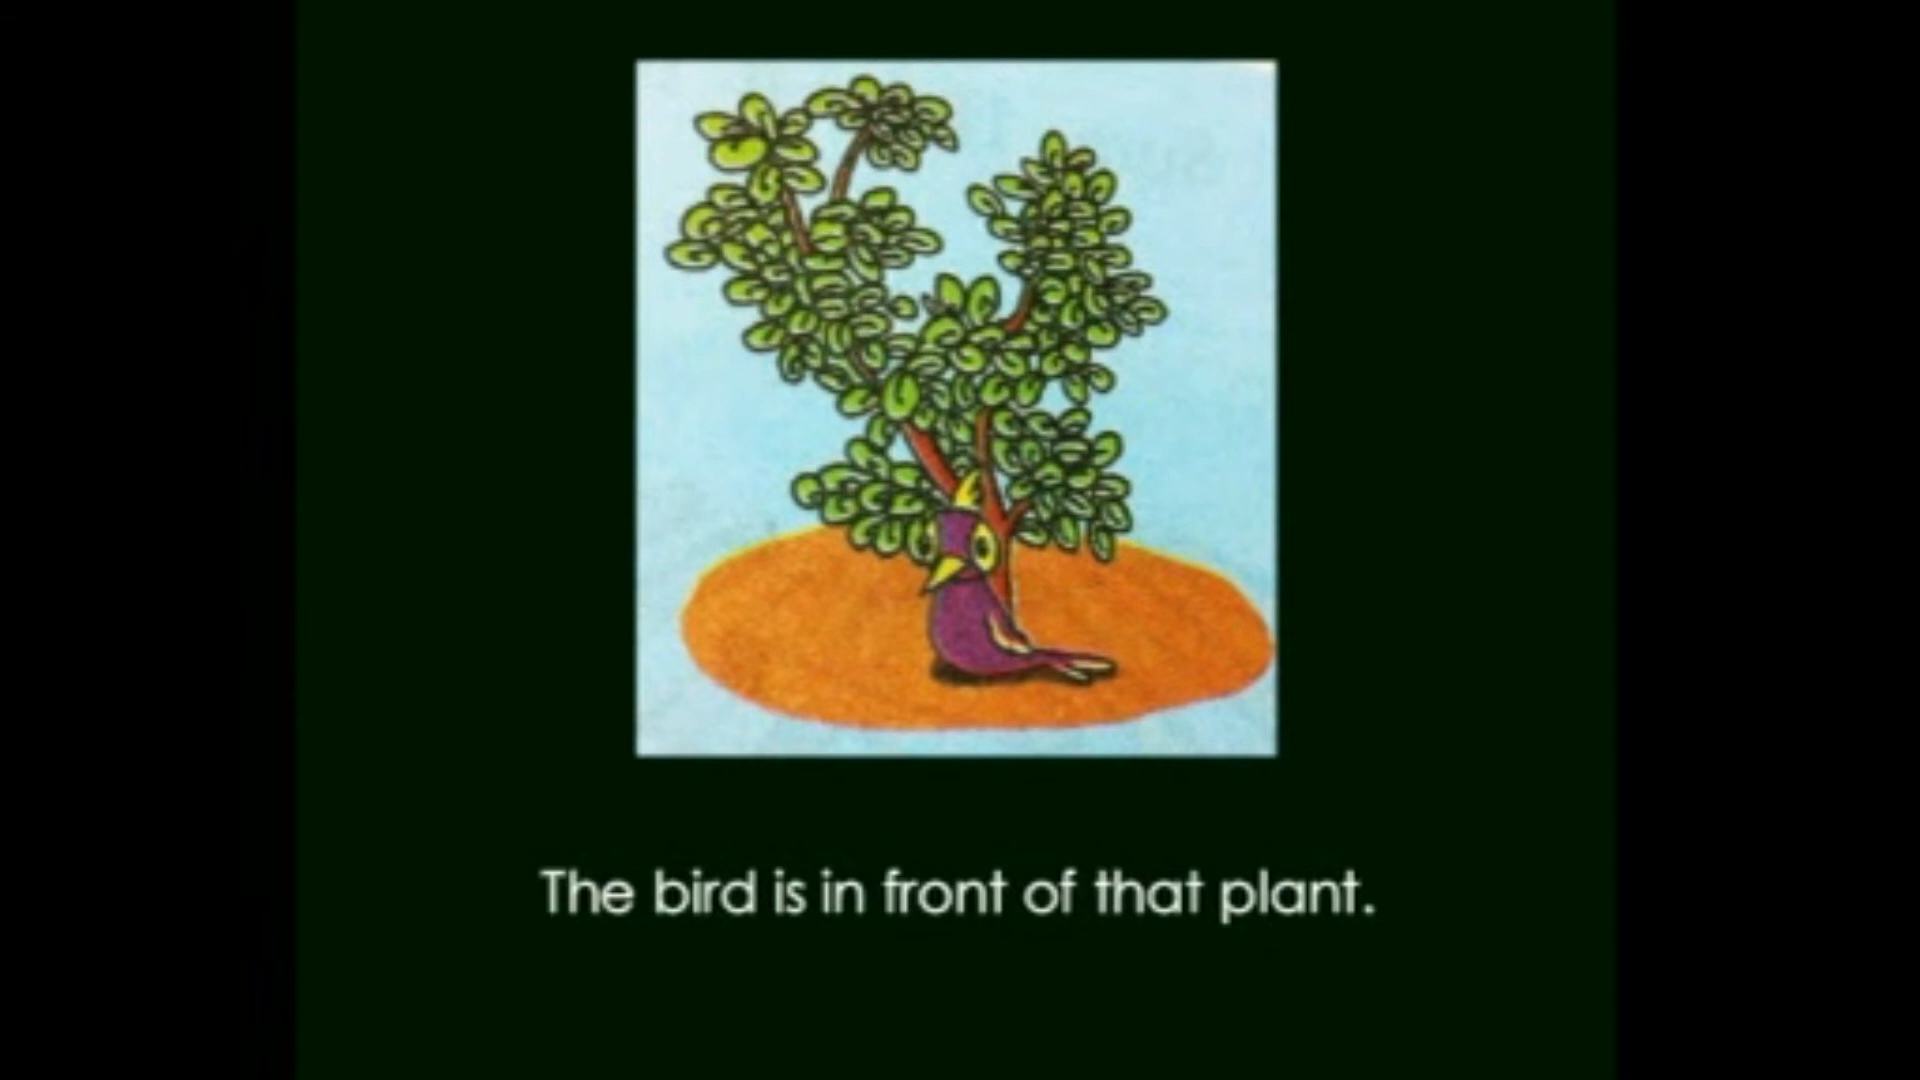 The bird is in front of that plant.